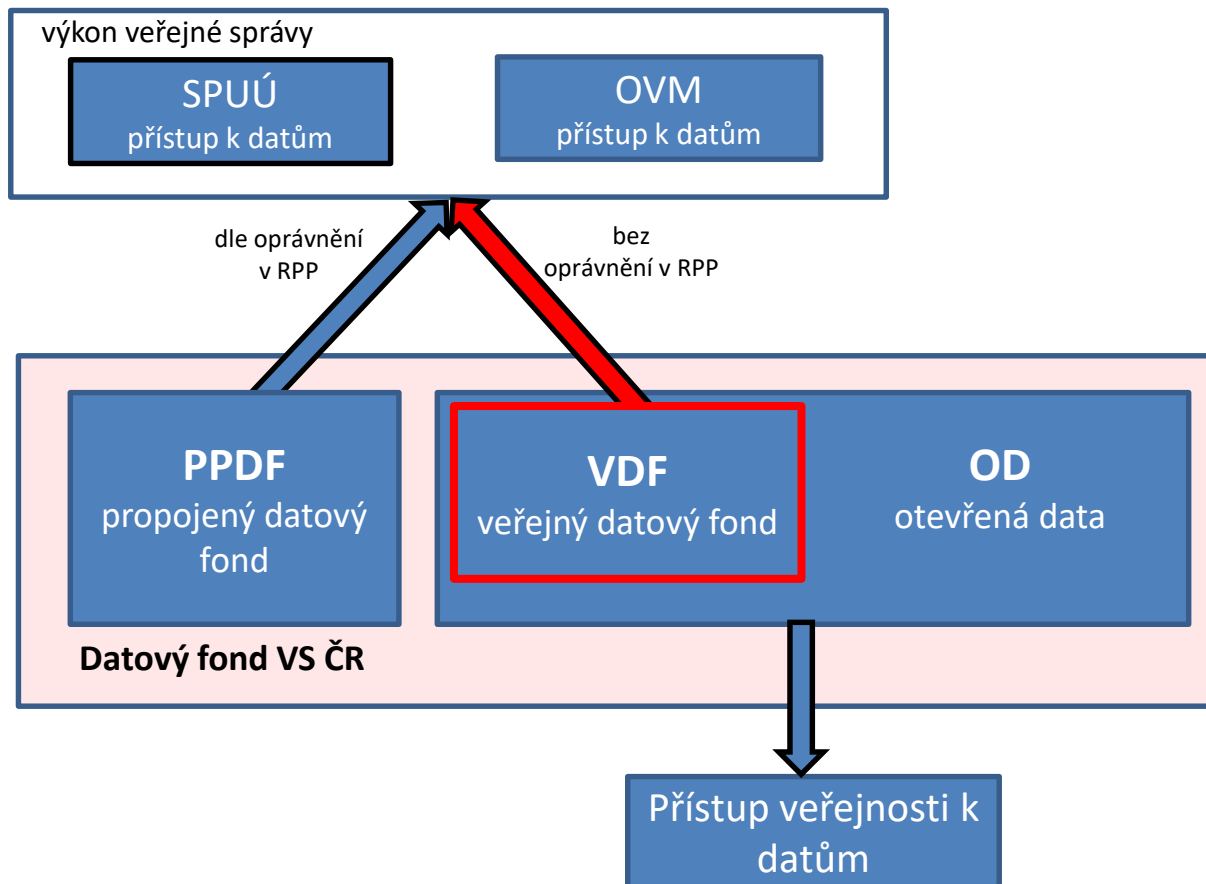 výkon veřejné správy
SPUÚ
přístup k datům
OVM
přístup k datům
dle oprávnění
v RPP
bez
oprávnění v RPP
PPDF
propojený datový
fond
VDF
veřejný datový fond
OD
otevřená data
Datový fond VS ČR
Přístup veřejnosti k
datům